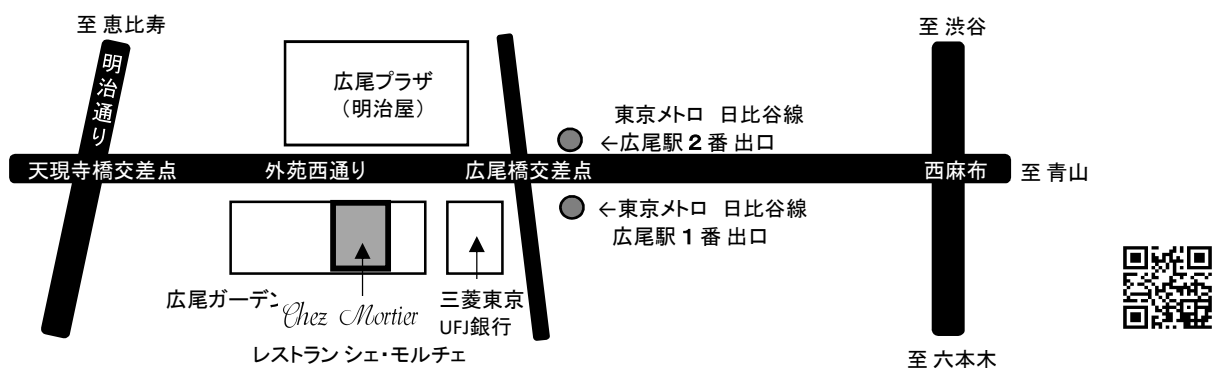 至 恵比寿
明治通り
広尾プラザ
（明治屋）
至 渋谷
東京メトロ 日比谷線
←広尾駅 2 番 出口
天現寺橋交差点
外苑西通り
広尾橋交差点
西麻布
至 青山
←東京メトロ 日比谷線
広尾駅 1 番 出口
広尾ガーデン
Chez Mortier
三菱東京
UFJ銀行
レストラン シェ・モルチェ
至 六本木